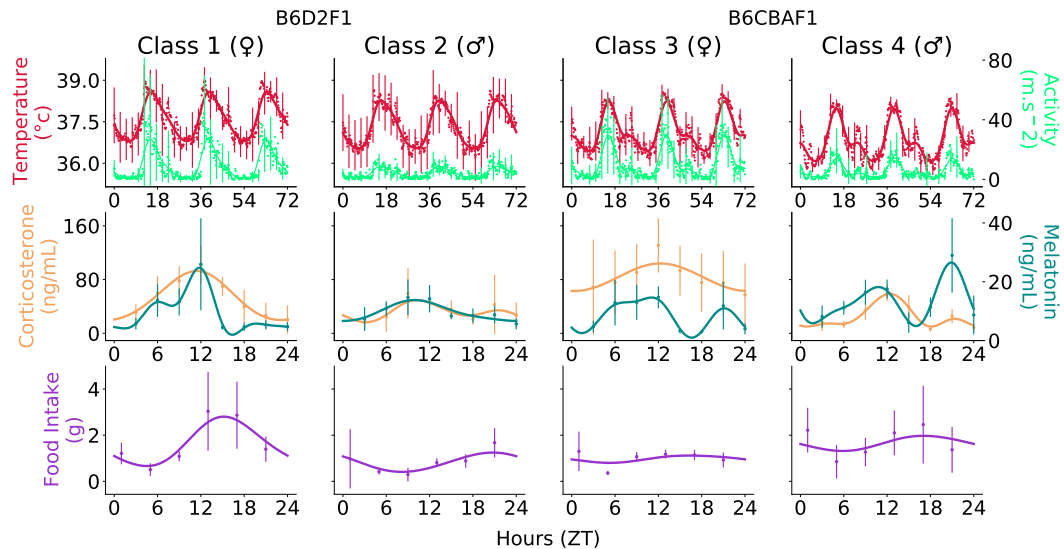 B6D2F1 B6CBAF1
Class 1 (♀) Class 2 (♂) Class 3 (♀) Class 4 (♂)
Temperature
(°c)
39.0
37.5
36.0
0 18 36 54 72 0 18 36 54 72 0 18 36 54 72 0 18 36 54 72
80
40
0
Activity
(m.s−2)
Corticosterone
(ng/mL)
160
80
0
0 6 12 18 24 0 6 12 18 24 0 6 12 18 24 0 6 12 18 24
40
20
0
Melatonin
(ng/mL)
Food Intake
(g)
4
2
0
0 6 12 18 24 0 6 12 18 24 0 6 12 18 24 0 6 12 18 24
Hours (ZT)